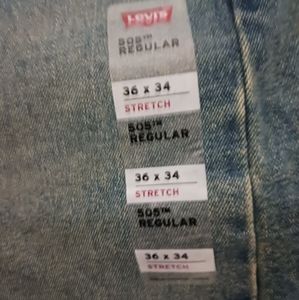 Levi's
505™
REGULAR
36 x 34
STRETCH
505™
REGULAR
36 x 34
STRETCH
505™
REGULAR
36 x 34
STRETCH